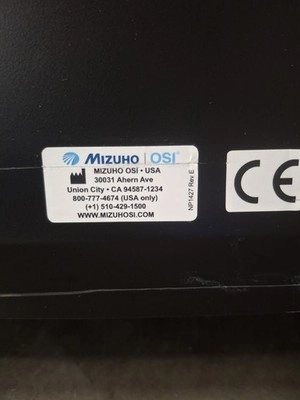 MIZUHO | OSI™
MIZUHO OSI • USA
30031 Ahern Ave
Union City • CA 94587-1234
800-777-4674 (USA only)
(+1) 510-429-1500
WWW.MIZUHOSI.COM
NP1427 Rev. E
CE